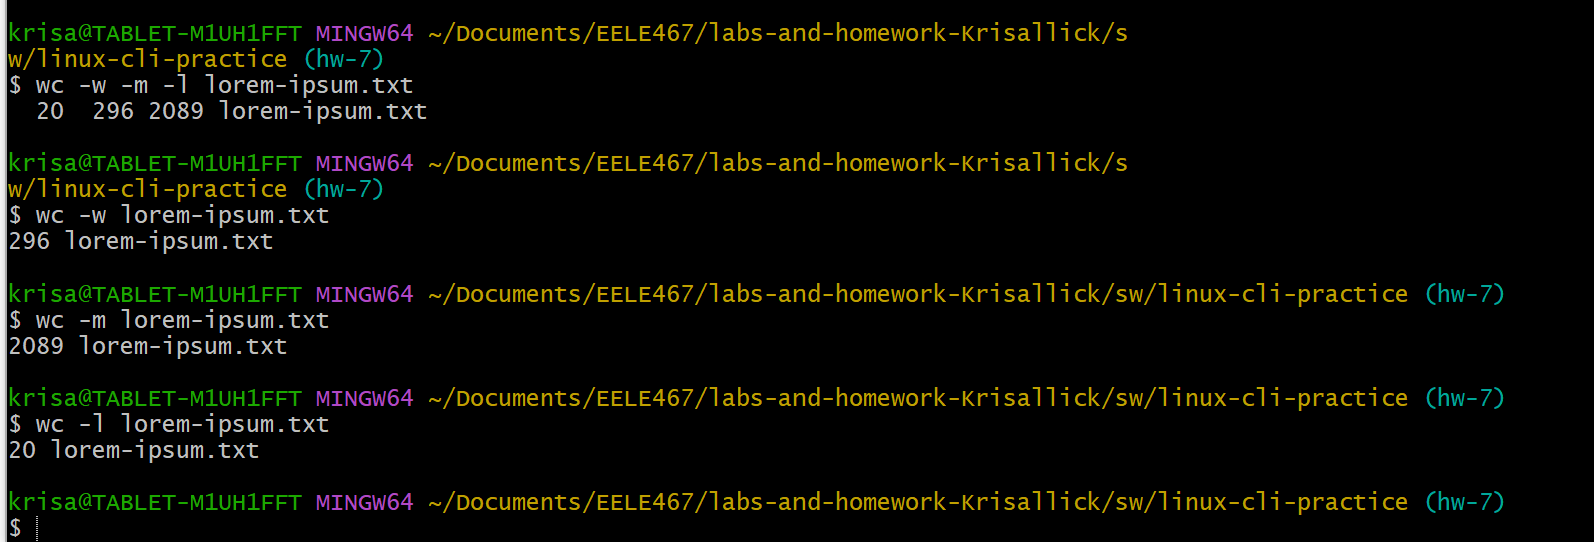 krisa@TABLET-M1UH1FFT MINGW64 ~/Documents/EELE467/labs-and-homework-Krisallick/s
w/linux-cli-practice (hw-7)
$ wc -w -m -l lorem-ipsum.txt
  20  296 2089 lorem-ipsum.txt
krisa@TABLET-M1UH1FFT MINGW64 ~/Documents/EELE467/labs-and-homework-Krisallick/s
w/linux-cli-practice (hw-7)
$ wc -w lorem-ipsum.txt
296 lorem-ipsum.txt
krisa@TABLET-M1UH1FFT MINGW64 ~/Documents/EELE467/labs-and-homework-Krisallick/sw/linux-cli-practice (hw-7)
$ wc -m lorem-ipsum.txt
2089 lorem-ipsum.txt
krisa@TABLET-M1UH1FFT MINGW64 ~/Documents/EELE467/labs-and-homework-Krisallick/sw/linux-cli-practice (hw-7)
$ wc -l lorem-ipsum.txt
20 lorem-ipsum.txt
krisa@TABLET-M1UH1FFT MINGW64 ~/Documents/EELE467/labs-and-homework-Krisallick/sw/linux-cli-practice (hw-7)
$